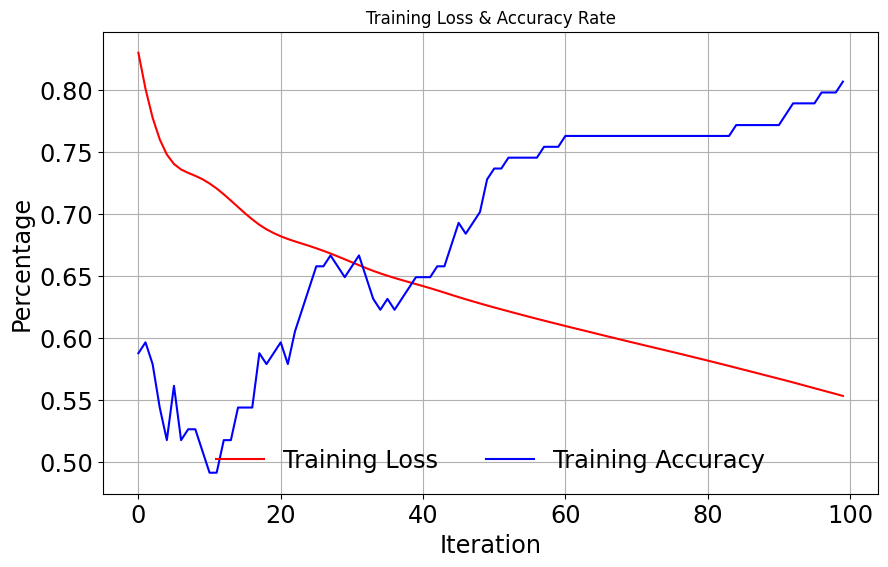 Training Loss & Accuracy Rate
0.80
0.75
0.70
0.65
0.60
0.55
0.50
Percentage
Training Loss
Training Accuracy
0 20 40 60 80 100
Iteration